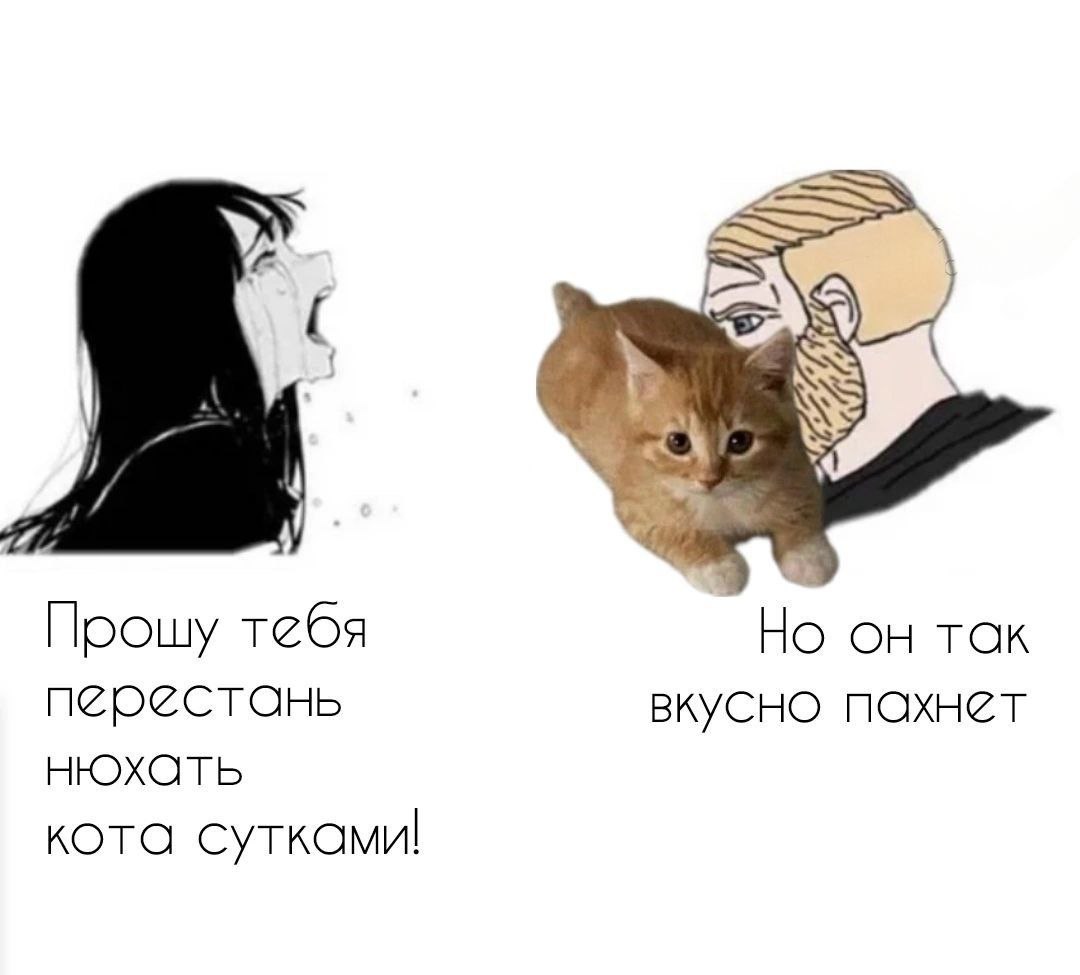 Прошу тебя
перестань
нюхать
кота сутками!
Но он так
вкусно пахнет